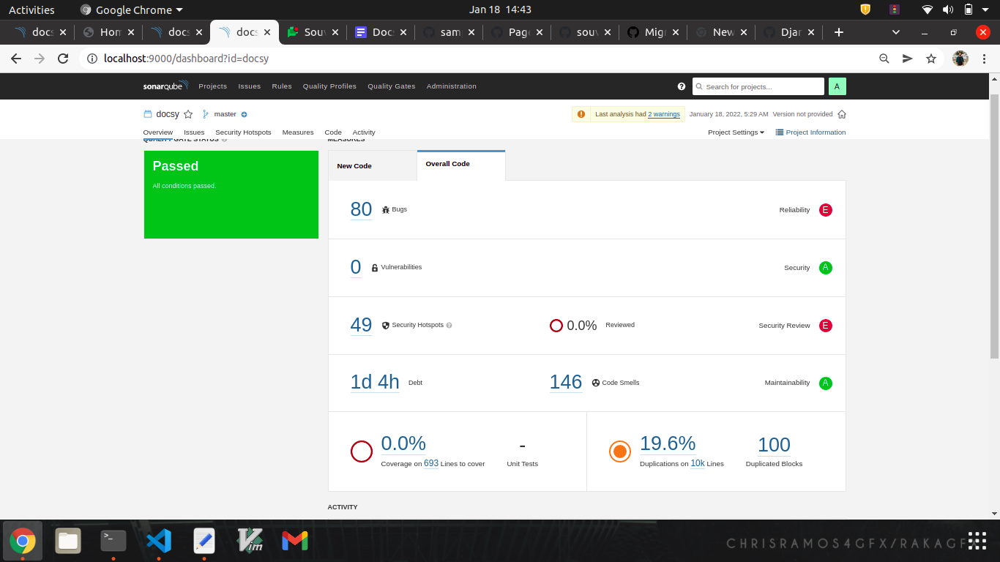 Activities Google Chrome Jan 18 14:43
docs Hom docs docs Souv Docs sam Page souv Migr New Djan
localhost:9000/dashboard?id=docsy
sonarqube Projects Issues Rules Quality Profiles Quality Gates Administration Search for projects... A
docsy master Last analysis had 2 warnings January 18, 2022, 5:29 AM Version not provided
Overview Issues Security Hotspots Measures Code Activity Project Settings Project Information
QUALITY GATE STATUS MEASURES
Passed
All conditions passed.
New Code Overall Code
80 Bugs Reliability E
0 Vulnerabilities Security A
49 Security Hotspots 0.0% Reviewed Security Review E
1d 4h Debt 146 Code Smells Maintainability A
0.0% - 19.6% 100
Coverage on 693 Lines to cover Unit Tests Duplications on 10k Lines Duplicated Blocks
ACTIVITY
Vim
CHRISRAMOS4GFX/RAKAGF